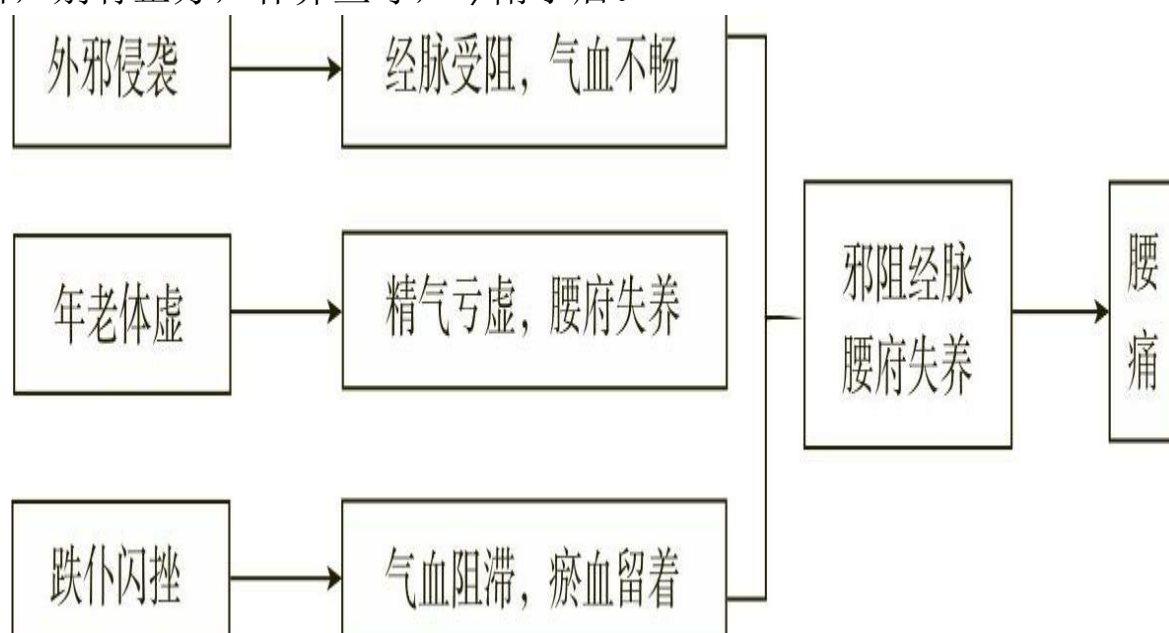 外邪侵袭
经脉受阻，气血不畅
年老体虚
精气亏虚，腰府失养
跌仆闪挫
气血阻滞，瘀血留着
邪阻经脉
腰府失养
腰
痛